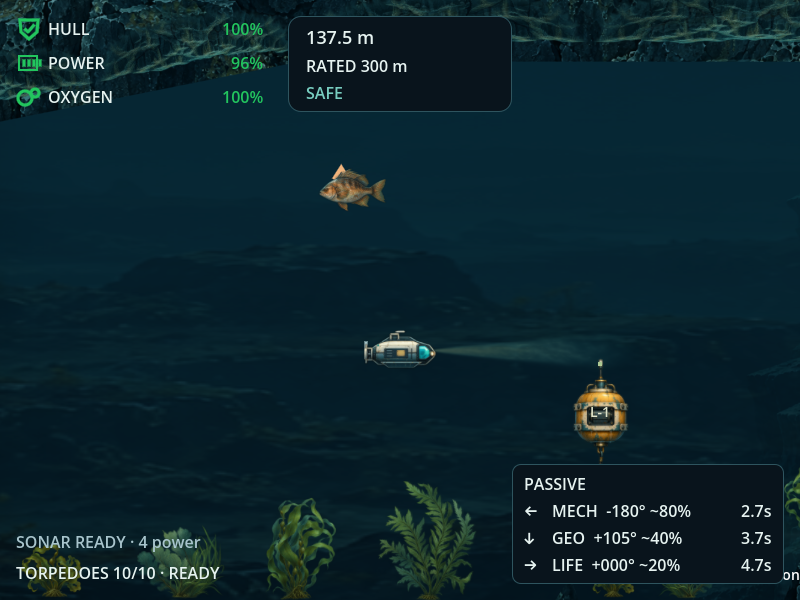 HULL 100%
POWER 96%
OXYGEN 100%
137.5 m
RATED 300 m
SAFE
L-1
PASSIVE
← MECH -180° ~80% 2.7s
↓ GEO +105° ~40% 3.7s
→ LIFE +000° ~20% 4.7s
SONAR READY · 4 power
TORPEDOES 10/10 · READY